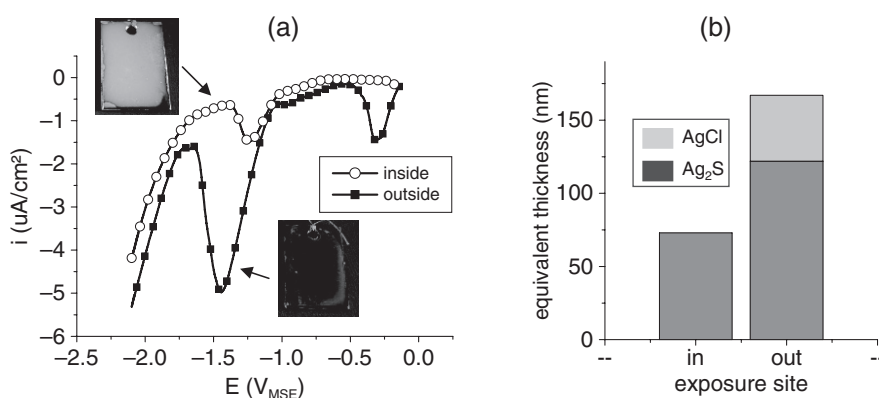 (a)
0
−1
−2
−3
−4
−5
−6
i (uA/cm²)
−2.5 −2.0 −1.5 −1.0 −0.5 0.0
E (V_MSE)
inside
outside
(b)
150
100
50
0
equivalent thickness (nm)
AgCl
Ag₂S
-- in out --
exposure site